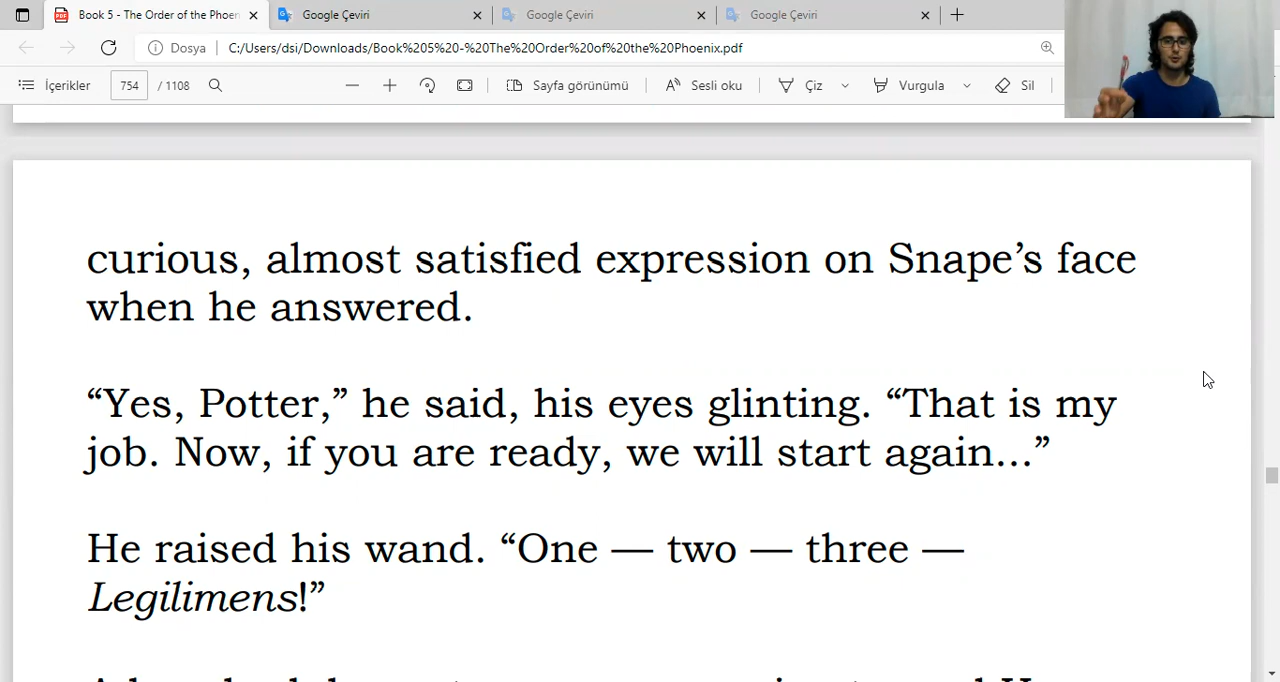 Book 5 - The Order of the Phoen
Google Çeviri
Google Çeviri
Google Çeviri
Dosya
C:/Users/dsi/Downloads/Book%205%20-%20The%20Order%20of%20the%20Phoenix.pdf
İçerikler
754
/ 1108
Sayfa görünümü
Sesli oku
Çiz
Vurgula
Sil
curious, almost satisfied expression on Snape’s face
when he answered.
“Yes, Potter,” he said, his eyes glinting. “That is my
job. Now, if you are ready, we will start again...”
He raised his wand. “One — two — three —
Legilimens!”